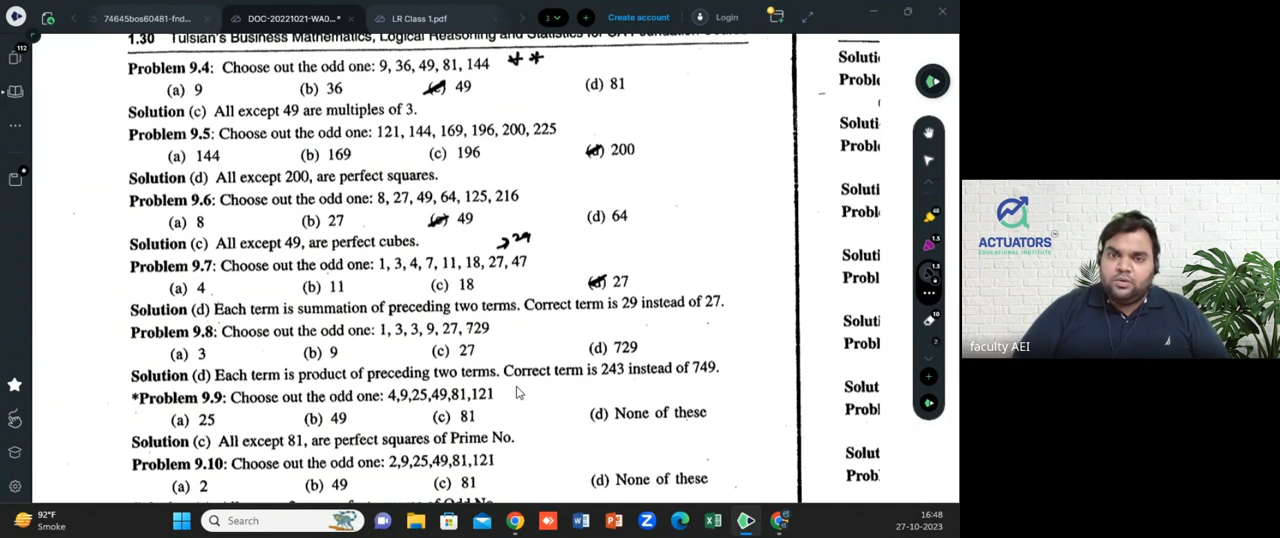 74645bos60481-fnd...
DOC-20221021-WA0...*
LR Class 1.pdf
3
Create account
Login
1.30 Tulsian's Business Mathematics, Logical Reasoning and Statistics for CA Foundation Course
112
Problem 9.4: Choose out the odd one: 9, 36, 49, 81, 144
(a) 9 (b) 36 (c) 49 (d) 81
Solution (c) All except 49 are multiples of 3.
Problem 9.5: Choose out the odd one: 121, 144, 169, 196, 200, 225
(a) 144 (b) 169 (c) 196 (d) 200
Solution (d) All except 200, are perfect squares.
Problem 9.6: Choose out the odd one: 8, 27, 49, 64, 125, 216
(a) 8 (b) 27 (c) 49 (d) 64
Solution (c) All except 49, are perfect cubes.
29
Problem 9.7: Choose out the odd one: 1, 3, 4, 7, 11, 18, 27, 47
(a) 4 (b) 11 (c) 18 (d) 27
Solution (d) Each term is summation of preceding two terms. Correct term is 29 instead of 27.
Problem 9.8: Choose out the odd one: 1, 3, 3, 9, 27, 729
(a) 3 (b) 9 (c) 27 (d) 729
Solution (d) Each term is product of preceding two terms. Correct term is 243 instead of 749.
*Problem 9.9: Choose out the odd one: 4,9,25,49,81,121
(a) 25 (b) 49 (c) 81 (d) None of these
Solution (c) All except 81, are perfect squares of Prime No.
Problem 9.10: Choose out the odd one: 2,9,25,49,81,121
(a) 2 (b) 49 (c) 81 (d) None of these
ACTUATORS
EDUCATIONAL INSTITUTE
faculty AEI
92°F
Smoke
Search
16:48
27-10-2023